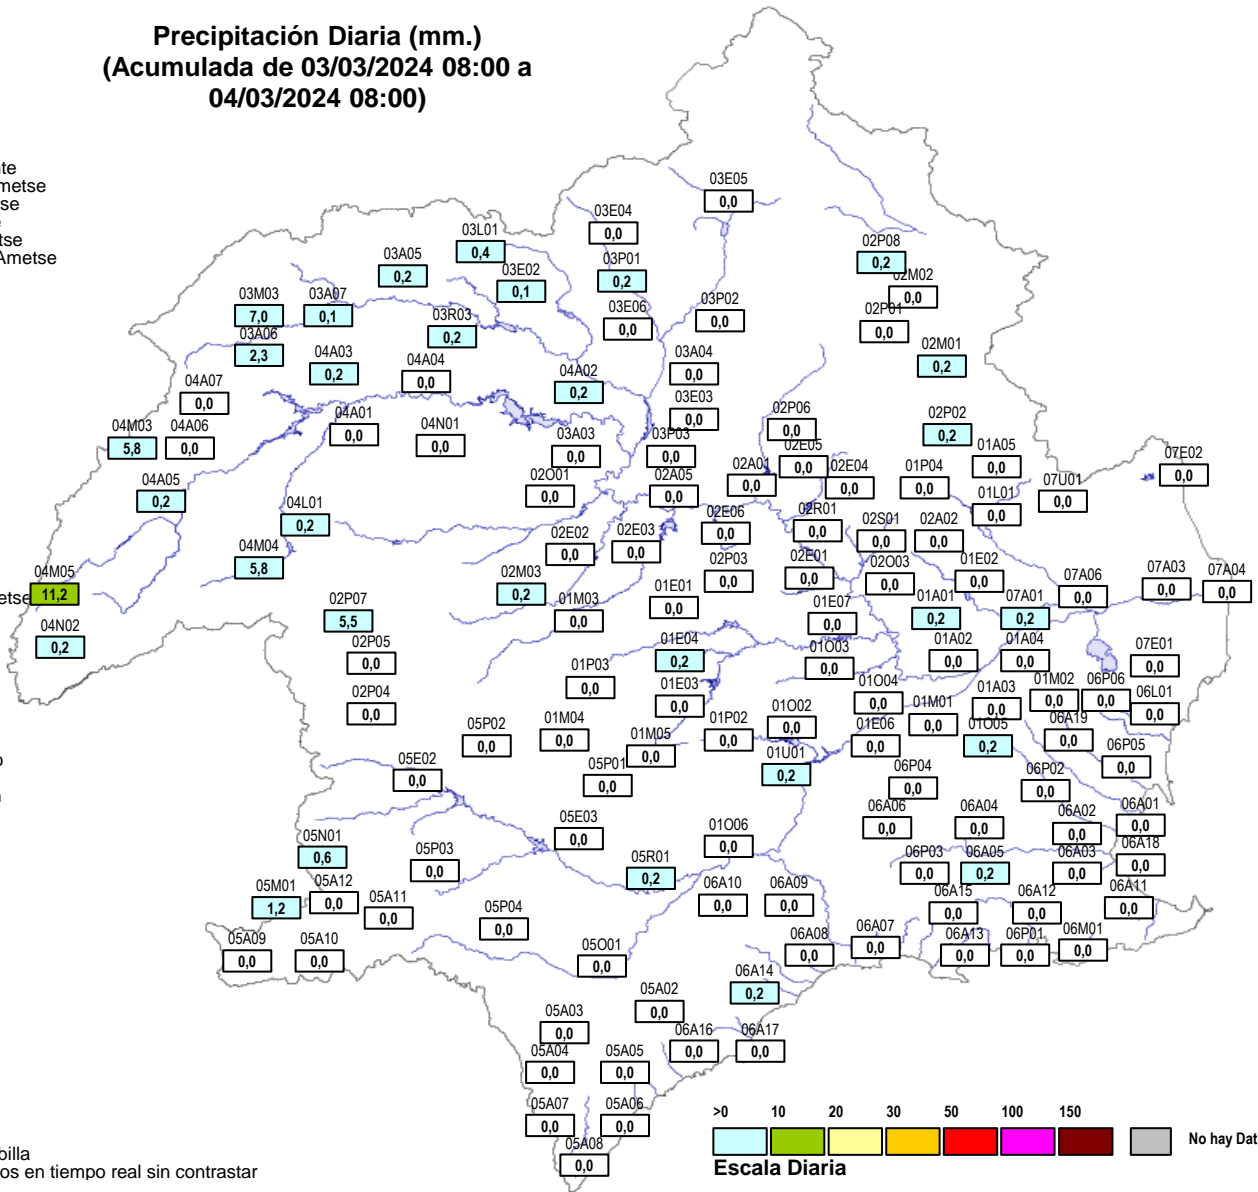 Precipitación Diaria (mm.)
(Acumulada de 03/03/2024 08:00 a
04/03/2024 08:00)
03E05
0,0
03E04
0,0
03L01
0,4
03A05
0,2
03E02
0,1
03P01
0,2
02P08
0,2
02M02
0,0
03M03
7,0
03A07
0,1
03R03
0,2
03E06
0,0
03P02
0,0
02P01
0,0
03A06
2,3
04A03
0,2
04A04
0,0
04A02
0,2
03A04
0,0
02M01
0,2
04A07
0,0
03E03
0,0
04A01
0,0
04N01
0,0
02P06
0,0
02P02
0,2
04M03
5,8
04A06
0,0
03A03
0,0
03P03
0,0
02E05
0,0
01A05
0,0
07E02
0,0
02O01
0,0
02A05
0,0
02A01
0,0
02E04
0,0
01P04
0,0
07U01
0,0
04A05
0,2
01L01
0,0
04L01
0,2
02E06
0,0
02R01
0,0
02S01
0,0
02A02
0,0
02E02
0,0
02E03
0,0
04M04
5,8
02P03
0,0
02E01
0,0
02O03
0,0
01E02
0,0
04M05
11,2
02M03
0,2
07A06
0,0
07A03
0,0
07A04
0,0
01M03
0,0
01E01
0,0
02P07
5,5
01E07
0,0
01A01
0,2
07A01
0,2
04N02
0,2
02P05
0,0
01E04
0,2
01O03
0,0
01A02
0,0
01A04
0,0
07E01
0,0
01P03
0,0
01E03
0,0
01O04
0,0
01M02
0,0
06P06
0,0
02P04
0,0
01A03
0,0
06L01
0,0
05P02
0,0
01M04
0,0
01M05
0,0
01P02
0,0
01O02
0,0
01M01
0,0
01E06
0,0
01O05
0,2
06A19
0,0
05E02
0,0
05P01
0,0
01U01
0,2
06P04
0,0
06P02
0,0
06P05
0,0
05E03
0,0
01O06
0,0
06A06
0,0
06A04
0,0
06A02
0,0
06A01
0,0
05N01
0,6
05P03
0,0
05R01
0,2
06P03
0,0
06A05
0,2
06A03
0,0
06A18
0,0
05M01
1,2
05A12
0,0
05A11
0,0
06A10
0,0
06A09
0,0
06A15
0,0
06A12
0,0
06A11
0,0
05P04
0,0
05A09
0,0
05A10
0,0
05O01
0,0
06A08
0,0
06A07
0,0
06A13
0,0
06P01
0,0
06M01
0,0
06A14
0,2
05A02
0,0
05A03
0,0
06A16
0,0
06A17
0,0
05A04
0,0
05A05
0,0
05A07
0,0
05A06
0,0
05A08
0,0
>0 10 20 30 50 100 150
No hay Dat
Escala Diaria
billa
os en tiempo real sin contrastar